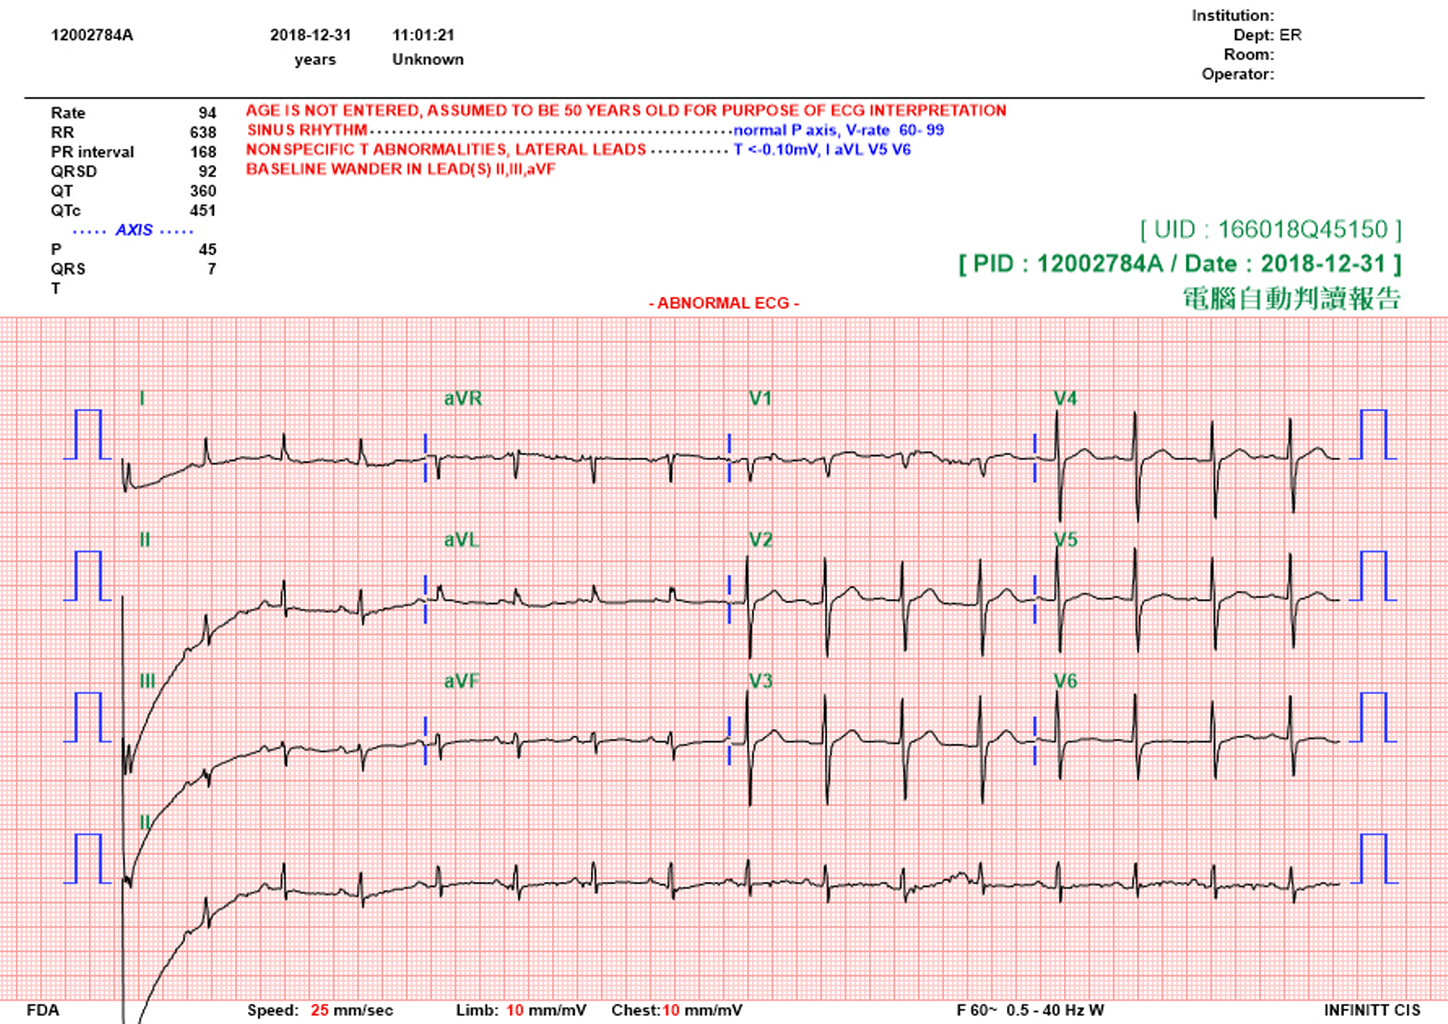 12002784A 2018-12-31 11:01:21
years Unknown
Institution:
Dept: ER
Room:
Operator:
Rate 94
RR 638
PR interval 168
QRSD 92
QT 360
QTc 451
····· AXIS ·····
P 45
QRS 7
T
AGE IS NOT ENTERED, ASSUMED TO BE 50 YEARS OLD FOR PURPOSE OF ECG INTERPRETATION
SINUS RHYTHM··········································normal P axis, V-rate 60- 99
NONSPECIFIC T ABNORMALITIES, LATERAL LEADS ··········· T <-0.10mV, I aVL V5 V6
BASELINE WANDER IN LEAD(S) II,III,aVF
[ UID : 166018Q45150 ]
[ PID : 12002784A / Date : 2018-12-31 ]
電腦自動判讀報告
- ABNORMAL ECG -
I aVR V1 V4
II aVL V2 V5
III aVF V3 V6
II
FDA Speed: 25 mm/sec Limb: 10 mm/mV Chest:10 mm/mV F 60~ 0.5 - 40 Hz W INFINITT CIS